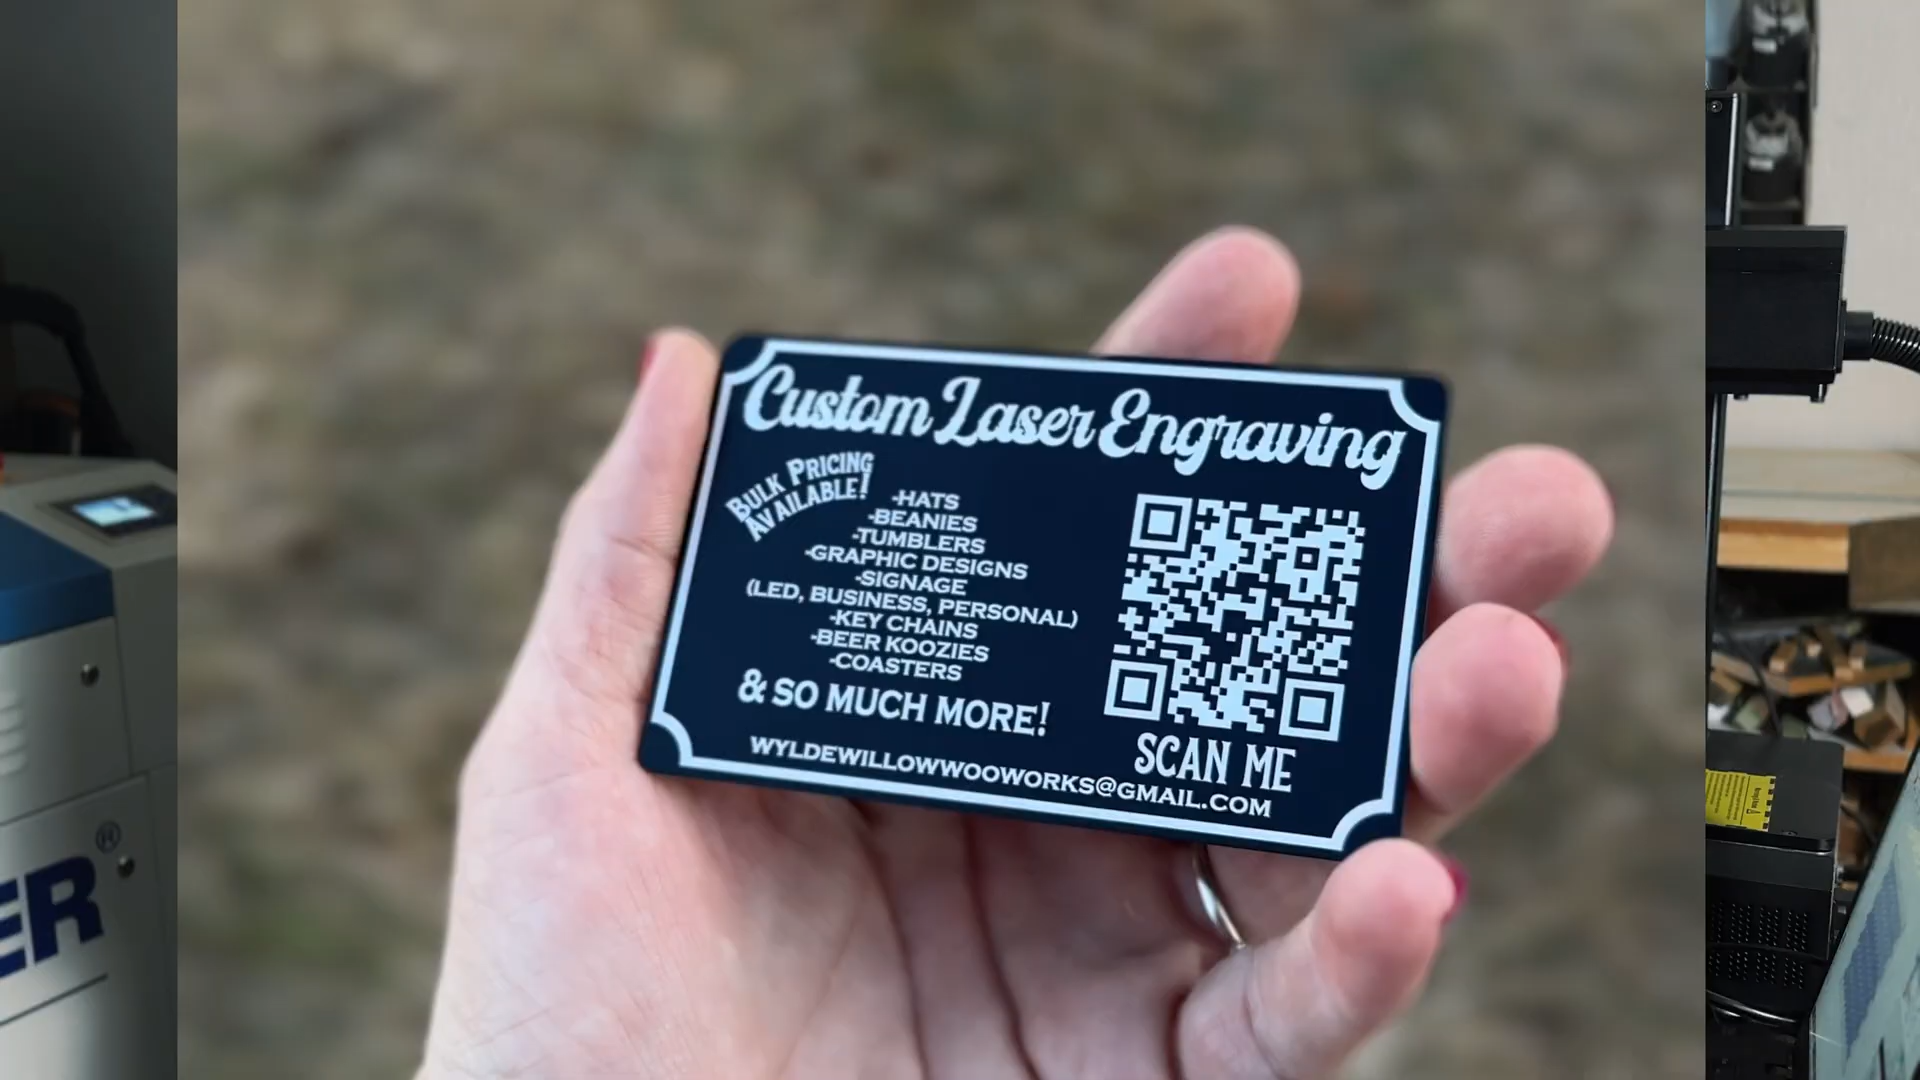 Custom Laser Engraving
BULK PRICING
AVAILABLE!
-HATS
-BEANIES
-TUMBLERS
-GRAPHIC DESIGNS
-SIGNAGE
(LED, BUSINESS, PERSONAL)
-KEY CHAINS
-BEER KOOZIES
-COASTERS
& SO MUCH MORE!
SCAN ME
WYLDEWILLOWWOOWORKS@GMAIL.COM
ER®